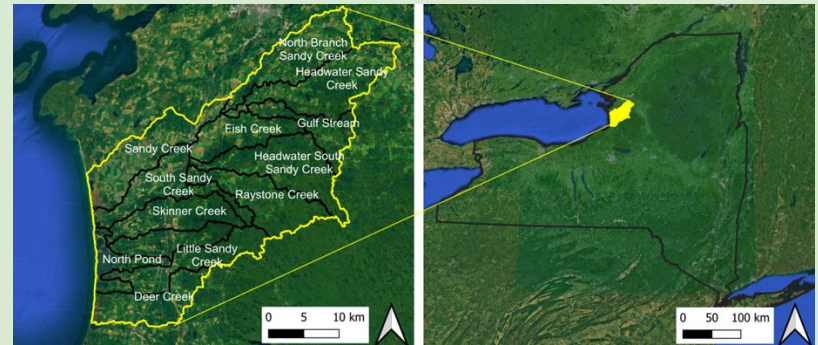 North Branch
Sandy Creek
Headwater Sandy
Creek
Fish Creek
Gulf Stream
Sandy Creek
Headwater South
Sandy Creek
South Sandy
Creek
Raystone Creek
Skinner Creek
North Pond
Little Sandy
Creek
Deer Creek
0 5 10 km
0 50 100 km